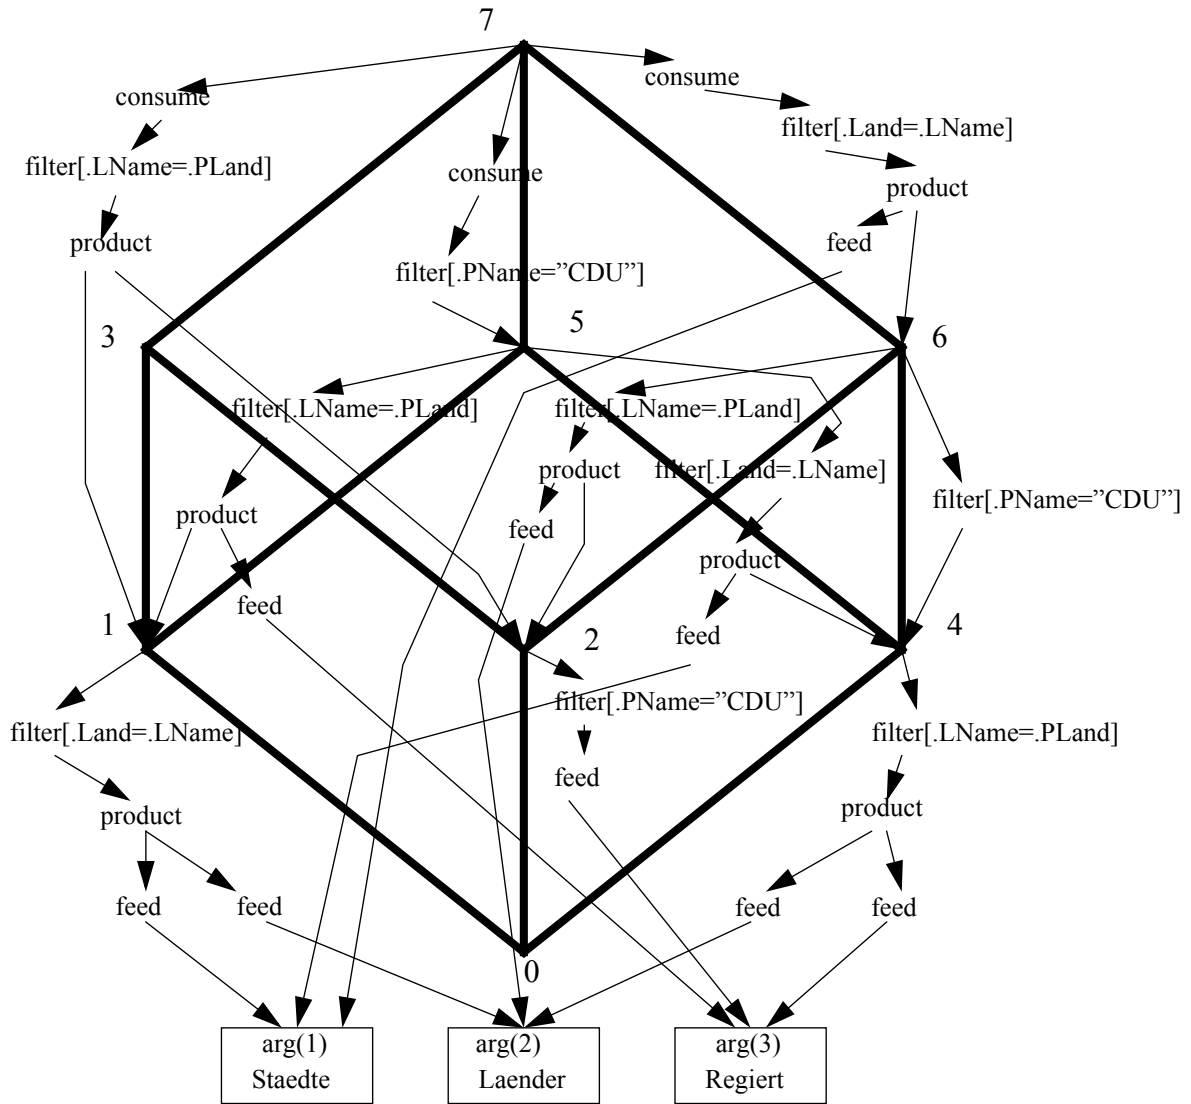 7
consume
consume
filter[.Land=.LName]
filter[.LName=.PLand]
consume
product
product
feed
filter[.PName=”CDU”]
3
5
6
filter[.LName=.PLand]
filter[.LName=.PLand]
product
filter[.Land=.LName]
filter[.PName=”CDU”]
product
feed
product
feed
1
2
4
feed
filter[.PName=”CDU”]
filter[.Land=.LName]
filter[.LName=.PLand]
feed
product
product
feed
feed
feed
feed
0
arg(1)
Staedte
arg(2)
Laender
arg(3)
Regiert